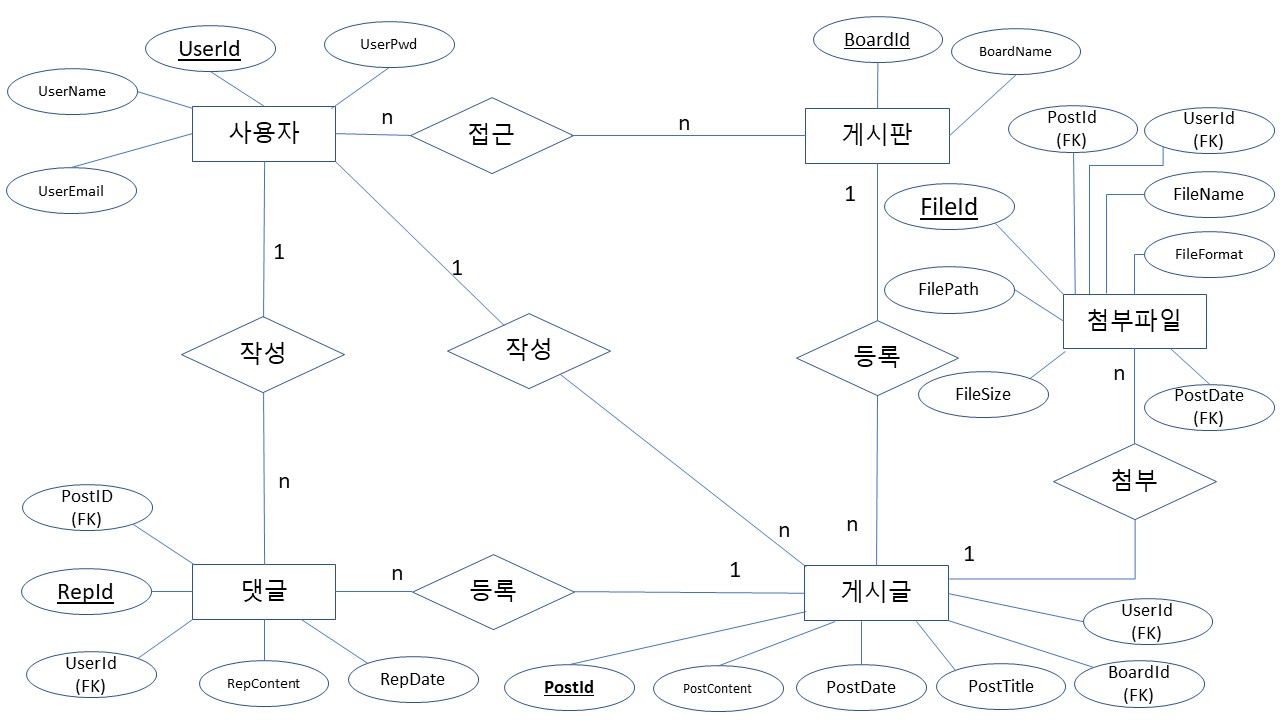 UserId
UserPwd
UserName
사용자
UserEmail
n
접근
n
BoardId
BoardName
게시판
PostId
(FK)
UserId
(FK)
FileName
FileFormat
FileId
FilePath
첨부파일
FileSize
PostDate
(FK)
1
1
1
n
작성
작성
등록
첨부
n
n
n
1
PostID
(FK)
RepId
댓글
UserId
(FK)
RepContent
RepDate
n
등록
1
게시글
UserId
(FK)
BoardId
(FK)
PostId
PostContent
PostDate
PostTitle